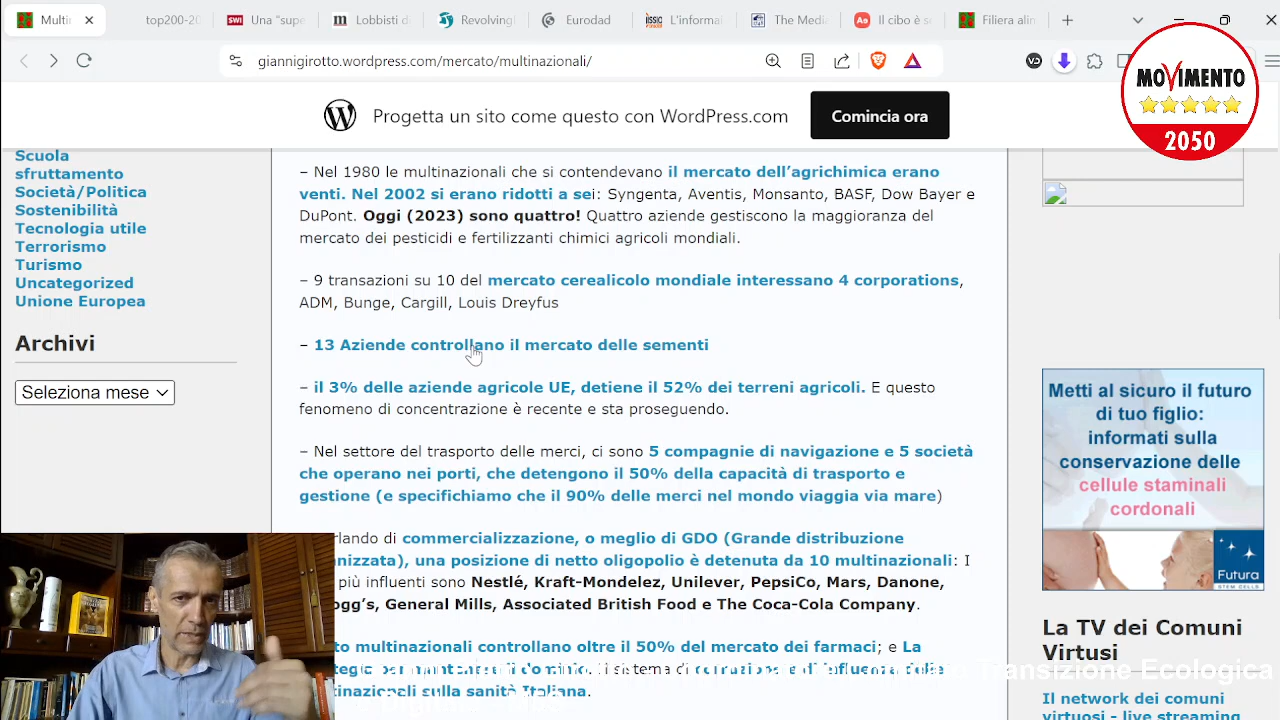 Multi
top200-20
SWI Una "supe
Lobbisti d
Revolving
Eurodad
L'informa
The Medi
Il cibo è s
Filiera alin
giannigirotto.wordpress.com/mercato/multinazionali/
Progetta un sito come questo con WordPress.com
Comincia ora
MOVIMENTO
2050
Scuola
sfruttamento
Società/Politica
Sostenibilità
Tecnologia utile
Terrorismo
Turismo
Uncategorized
Unione Europea
Archivi
Seleziona mese
– Nel 1980 le multinazionali che si contendevano il mercato dell'agrichimica erano
venti. Nel 2002 si erano ridotti a sei: Syngenta, Aventis, Monsanto, BASF, Dow Bayer e
DuPont. Oggi (2023) sono quattro! Quattro aziende gestiscono la maggioranza del
mercato dei pesticidi e fertilizzanti chimici agricoli mondiali.
– 9 transazioni su 10 del mercato cerealicolo mondiale interessano 4 corporations,
ADM, Bunge, Cargill, Louis Dreyfus
– 13 Aziende controllano il mercato delle sementi
– il 3% delle aziende agricole UE, detiene il 52% dei terreni agricoli. E questo
fenomeno di concentrazione è recente e sta proseguendo.
– Nel settore del trasporto delle merci, ci sono 5 compagnie di navigazione e 5 società
che operano nei porti, che detengono il 50% della capacità di trasporto e
gestione (e specifichiamo che il 90% delle merci nel mondo viaggia via mare)
rlando di commercializzazione, o meglio di GDO (Grande distribuzione
nizzata), una posizione di netto oligopolio è detenuta da 10 multinazionali: I
più influenti sono Nestlé, Kraft-Mondelez, Unilever, PepsiCo, Mars, Danone,
ogg's, General Mills, Associated British Food e The Coca-Cola Company.
to multinazionali controllano oltre il 50% del mercato dei farmaci; e La
tinazionali sulla sanità Italiana.
Transizione Ecologica
Metti al sicuro il futuro
di tuo figlio:
informati sulla
conservazione delle
cellule staminali
cordonali
Futura
STEM CELLS
La TV dei Comuni
Virtusi
Il network dei comuni
virtuosi - live streaming